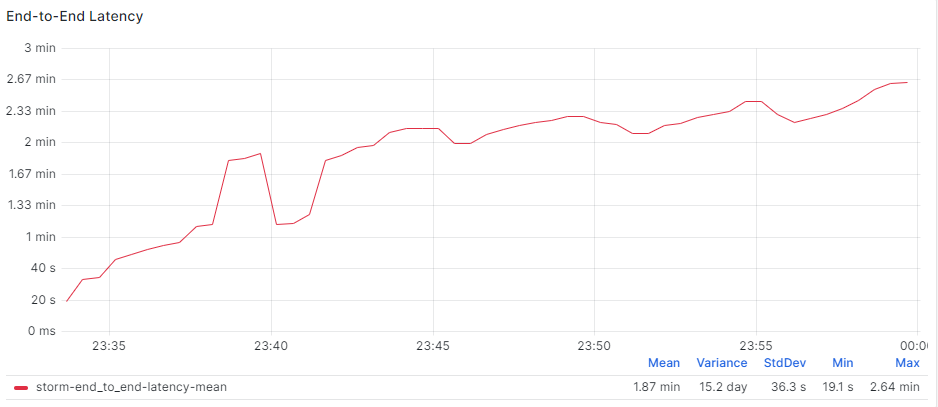 End-to-End Latency
3 min
2.67 min
2.33 min
2 min
1.67 min
1.33 min
1 min
40 s
20 s
0 ms
23:35 23:40 23:45 23:50 23:55 00:0
Mean Variance StdDev Min Max
storm-end_to_end-latency-mean 1.87 min 15.2 day 36.3 s 19.1 s 2.64 min